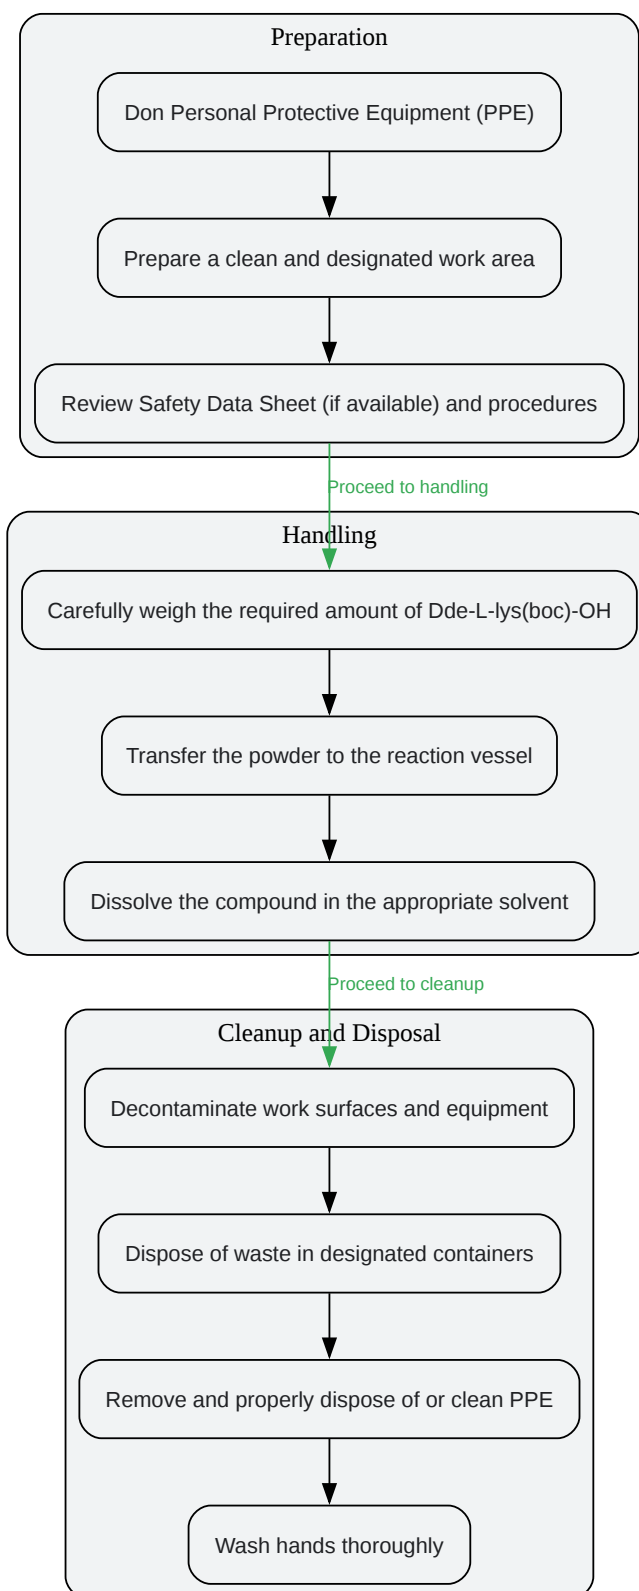 Preparation
Don Personal Protective Equipment (PPE)
Prepare a clean and designated work area
Review Safety Data Sheet (if available) and procedures
Proceed to handling
Handling
Carefully weigh the required amount of Dde-L-lys(boc)-OH
Transfer the powder to the reaction vessel
Dissolve the compound in the appropriate solvent
Proceed to cleanup
Cleanup and Disposal
Decontaminate work surfaces and equipment
Dispose of waste in designated containers
Remove and properly dispose of or clean PPE
Wash hands thoroughly